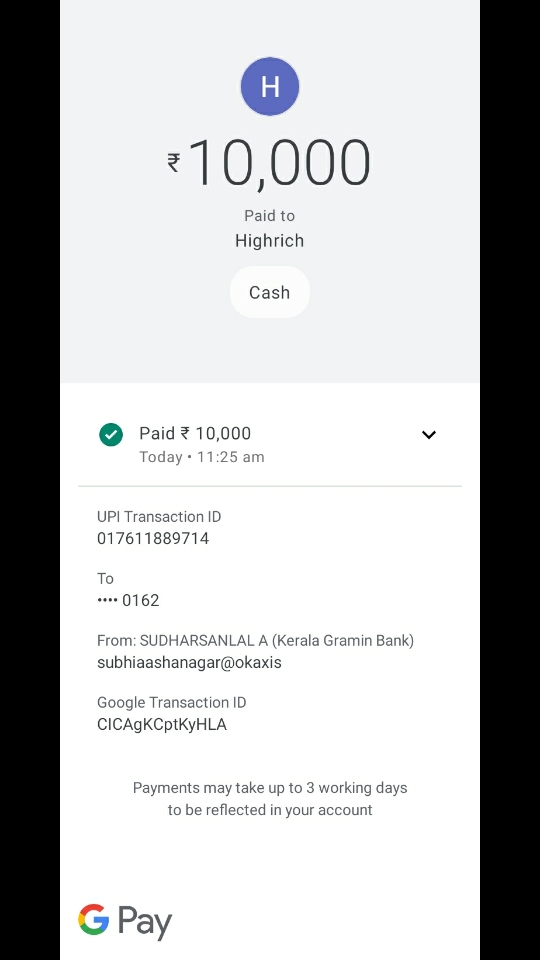 H
₹10,000
Paid to
Highrich
Cash
Paid ₹ 10,000
Today • 11:25 am
UPI Transaction ID
017611889714
To
•••• 0162
From: SUDHARSANLAL A (Kerala Gramin Bank)
subhiaashanagar@okaxis
Google Transaction ID
CICAgKCptKyHLA
Payments may take up to 3 working days
to be reflected in your account
G Pay